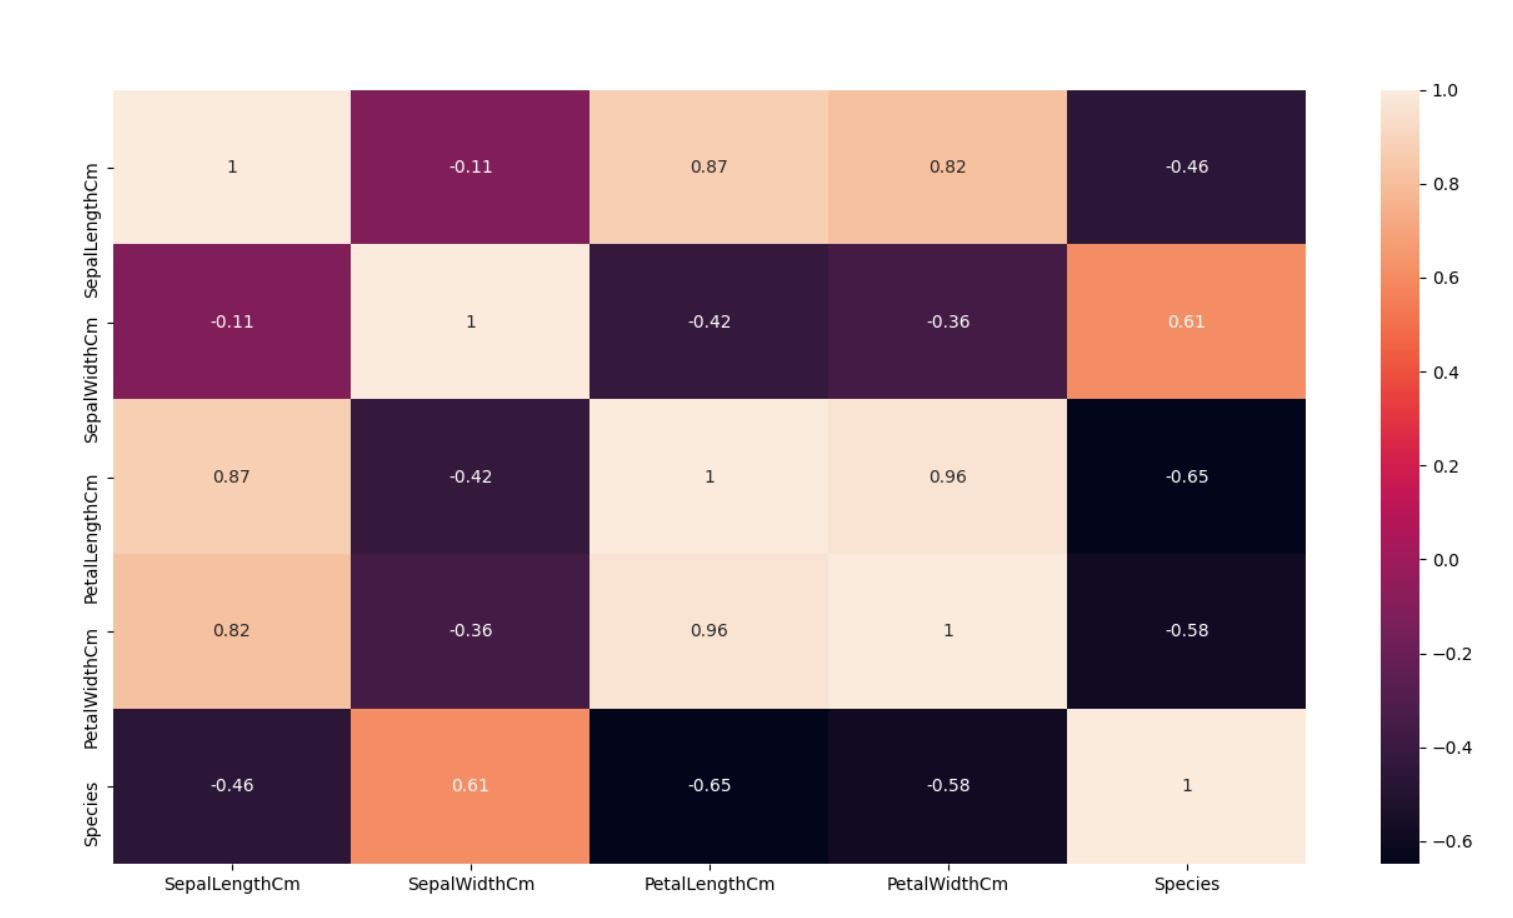 1.0
SepalLengthCm 1 -0.11 0.87 0.82 -0.46
0.8
0.6
SepalWidthCm -0.11 1 -0.42 -0.36 0.61
0.4
0.2
PetalLengthCm 0.87 -0.42 1 0.96 -0.65
0.0
PetalWidthCm 0.82 -0.36 0.96 1 -0.58
−0.2
−0.4
Species -0.46 0.61 -0.65 -0.58 1
−0.6
SepalLengthCm SepalWidthCm PetalLengthCm PetalWidthCm Species